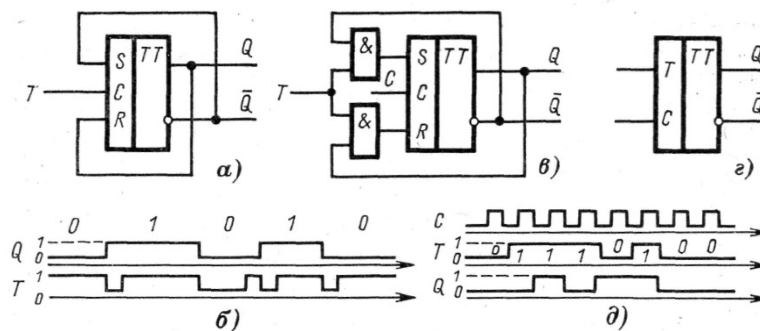 S TT Q
T C
R Q̄
а)
& S TT Q
C
T C Q̄
& R
в)
TT Q
T
C Q̄
г)
0 1 0 1 0
1
Q 0
1
T 0
б)
C
1
T 0 0 1 1 1 0 1 0 0
1
Q 0
д)